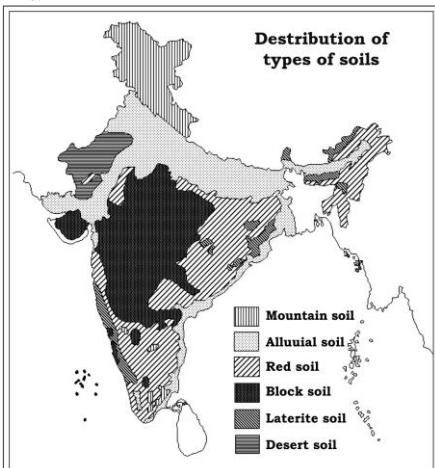 Destribution of
types of soils
Mountain soil
Alluuial soil
Red soil
Block soil
Laterite soil
Desert soil